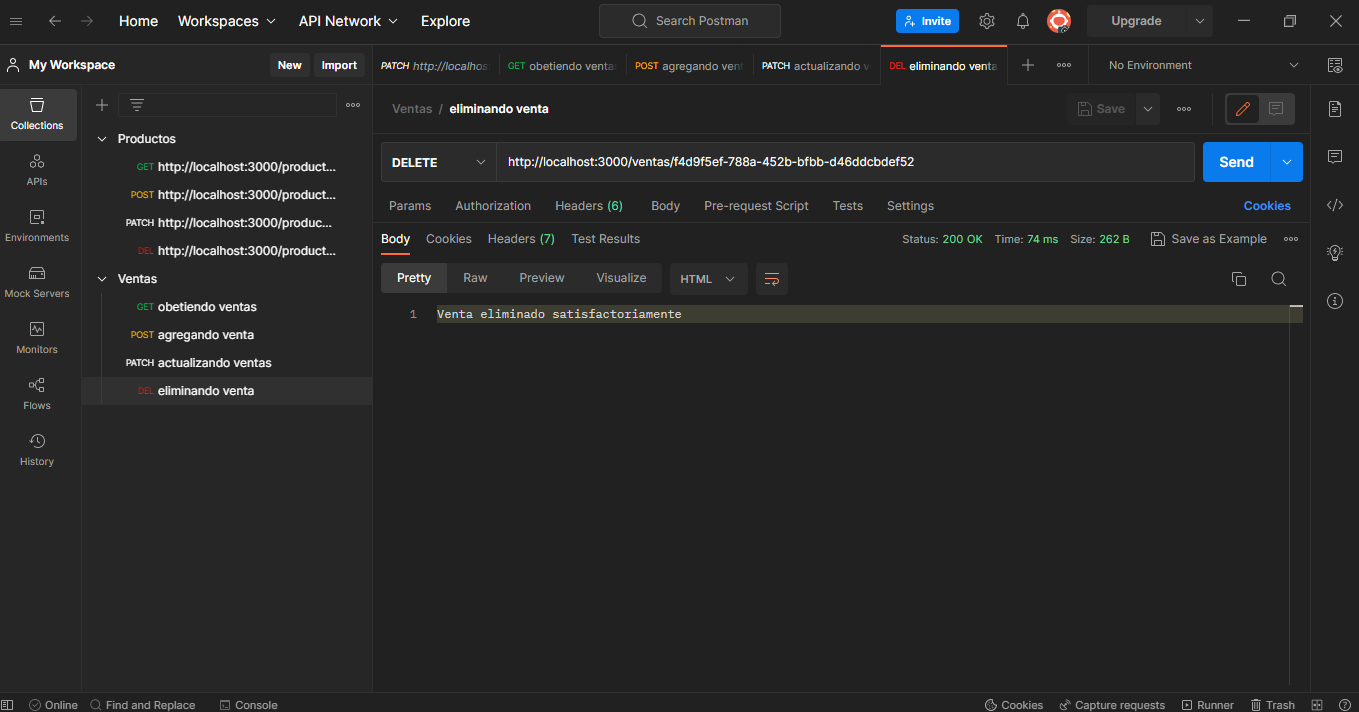 Home Workspaces API Network Explore Search Postman Invite Upgrade
My Workspace New Import PATCH http://localhos GET obetiendo venta POST agregando vent PATCH actualizando v DEL eliminando venta No Environment
Collections
APIs
Environments
Mock Servers
Monitors
Flows
History
Productos
GET http://localhost:3000/product...
POST http://localhost:3000/product...
PATCH http://localhost:3000/produc...
DEL http://localhost:3000/product...
Ventas
GET obetiendo ventas
POST agregando venta
PATCH actualizando ventas
DEL eliminando venta
Ventas / eliminando venta Save
DELETE http://localhost:3000/ventas/f4d9f5ef-788a-452b-bfbb-d46ddcbdef52 Send
Params Authorization Headers (6) Body Pre-request Script Tests Settings Cookies
Body Cookies Headers (7) Test Results Status: 200 OK Time: 74 ms Size: 262 B Save as Example
Pretty Raw Preview Visualize HTML
1 Venta eliminado satisfactoriamente
Online Find and Replace Console Cookies Capture requests Runner Trash